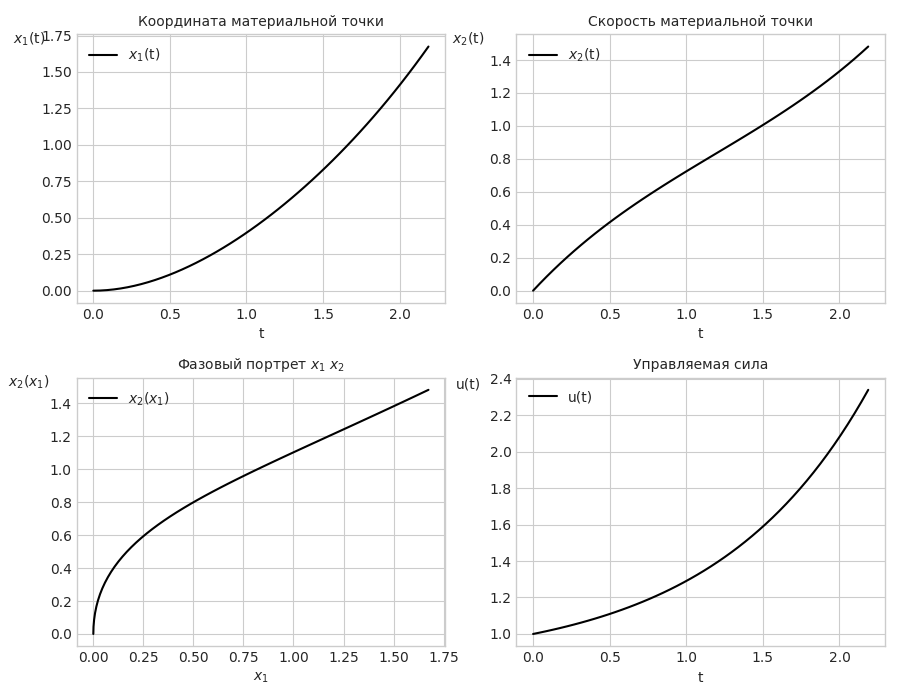 Координата материальной точки
x₁(t)
1.75
x₁(t)
1.50
1.25
1.00
0.75
0.50
0.25
0.00
0.0 0.5 1.0 1.5 2.0
t
Скорость материальной точки
x₂(t)
x₂(t)
1.4
1.2
1.0
0.8
0.6
0.4
0.2
0.0
0.0 0.5 1.0 1.5 2.0
t
Фазовый портрет x₁ x₂
x₂(x₁)
x₂(x₁)
1.4
1.2
1.0
0.8
0.6
0.4
0.2
0.0
0.00 0.25 0.50 0.75 1.00 1.25 1.50 1.75
x₁
Управляемая сила
u(t)
2.4
u(t)
2.2
2.0
1.8
1.6
1.4
1.2
1.0
0.0 0.5 1.0 1.5 2.0
t